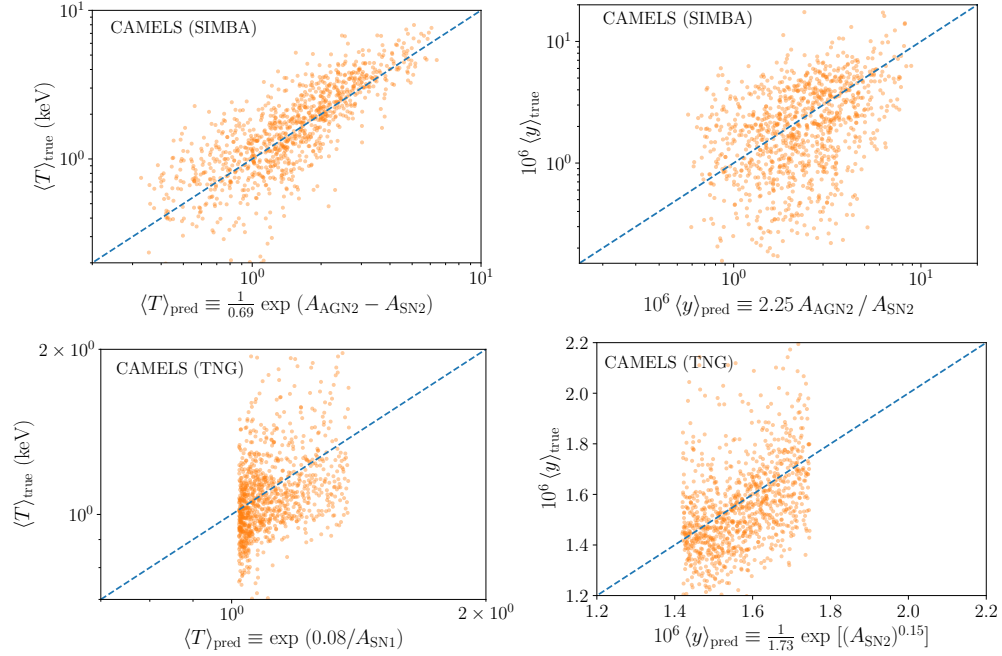 CAMELS (SIMBA)
10^1
10^0
⟨T⟩_true (keV)
10^0
10^1
⟨T⟩_pred ≡ 1/0.69 exp (A_AGN2 − A_SN2)
CAMELS (SIMBA)
10^1
10^0
10^6 ⟨y⟩_true
10^0
10^1
10^6 ⟨y⟩_pred ≡ 2.25 A_AGN2 / A_SN2
CAMELS (TNG)
2 × 10^0
10^0
⟨T⟩_true (keV)
10^0
2 × 10^0
⟨T⟩_pred ≡ exp (0.08/A_SN1)
CAMELS (TNG)
2.2
2.0
1.8
1.6
1.4
1.2
10^6 ⟨y⟩_true
1.2 1.4 1.6 1.8 2.0 2.2
10^6 ⟨y⟩_pred ≡ 1/1.73 exp [(A_SN2)^0.15]